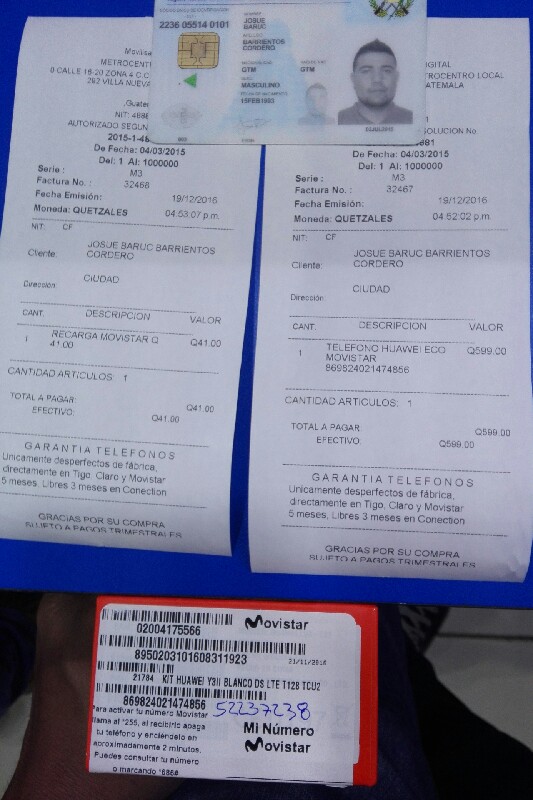 2236 05514 0101
JOSUE
BARUC
BARRIENTOS
CORDERO
GTM GTM
MASCULINO
15FEB1993
METROCENT
0 CALLE 16-20 ZONA 4 C.C
292 VILLA NUEVA
NIT:
AUTORIZADO SEGUN
2015-1-48
De Fecha: 04/03/2015
Del: 1 Al: 1000000
Serie : M3
Factura No. : 32468
Fecha Emisión: 19/12/2016
Moneda: QUETZALES 04:53:07 p.m.
NIT: CF
Cliente: JOSUE BARUC BARRIENTOS
CORDERO
Dirección: CIUDAD
CANT. DESCRIPCION VALOR
1 RECARGA MOVISTAR Q Q41.00
41.00
CANTIDAD ARTICULOS: 1
TOTAL A PAGAR: Q41.00
EFECTIVO: Q41.00
GARANTIA TELEFONOS
Unicamente desperfectos de fábrica,
directamente en Tigo, Claro y Movistar
5 meses, Libres 3 meses en Conection
GRACIAS POR SU COMPRA
SUJETO A PAGOS TRIMESTRALES
IGITAL
TROCENTRO LOCAL
ATEMALA
SOLUCION No
De Fecha: 04/03/2015
Del: 1 Al: 1000000
Serie : M3
Factura No. : 32467
Fecha Emisión: 19/12/2016
Moneda: QUETZALES 04:52:02 p.m.
NIT: CF
Cliente: JOSUE BARUC BARRIENTOS
CORDERO
Dirección: CIUDAD
CANT. DESCRIPCION VALOR
1 TELEFONO HUAWEI ECO Q599.00
MOVISTAR
869824021474856
CANTIDAD ARTICULOS: 1
TOTAL A PAGAR: Q599.00
EFECTIVO: Q599.00
GARANTIA TELEFONOS
Unicamente desperfectos de fábrica,
directamente en Tigo, Claro y Movistar
5 meses, Libres 3 meses en Conection
GRACIAS POR SU COMPRA
SUJETO A PAGOS TRIMESTRALES
02004175566 Movistar
8950203101608311923 21/11/2016
21784 KIT HUAWEI Y3II BLANCO DS LTE T128 TCU2
869824021474856
52237238
Para activar tu número Movistar
llama al *256, al recibirlo apaga
tu teléfono y enciéndelo en
aproximadamente 2 minutos.
Puedes consultar tu número
o marcando *686#
Mi Número
Movistar